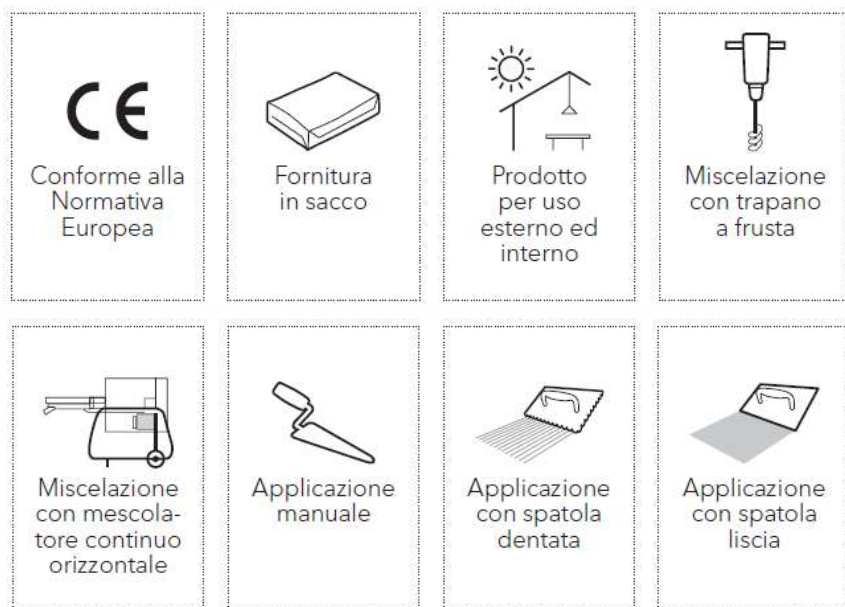 CE
Conforme alla
Normativa
Europea
Fornitura
in sacco
Prodotto
per uso
esterno ed
interno
Miscelazione
con trapano
a frusta
Miscelazione
con mescola-
tore continuo
orizzontale
Applicazione
manuale
Applicazione
con spatola
dentata
Applicazione
con spatola
liscia